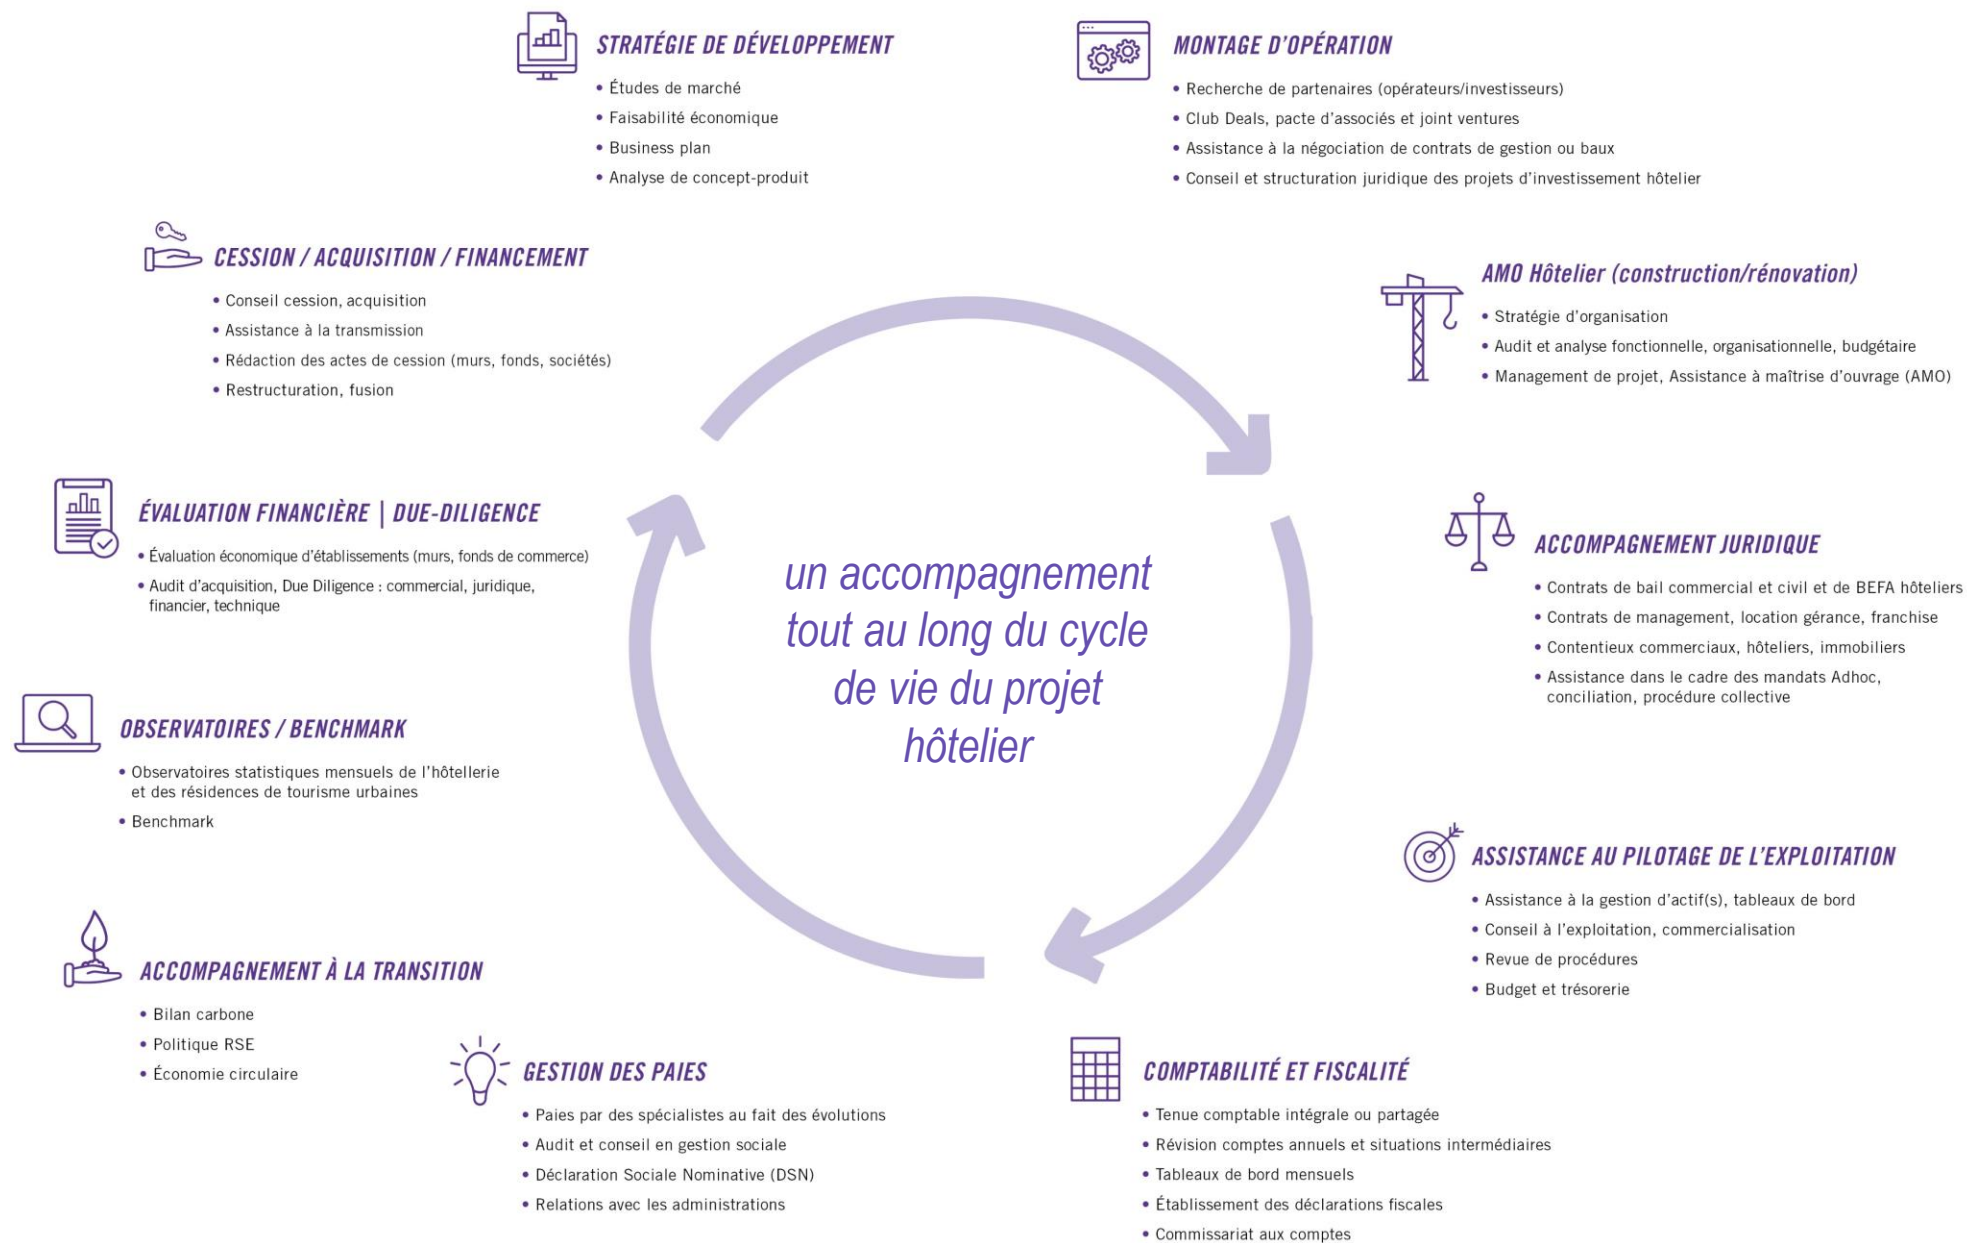 STRATÉGIE DE DÉVELOPPEMENT
• Études de marché
• Faisabilité économique
• Business plan
• Analyse de concept-produit
MONTAGE D'OPÉRATION
• Recherche de partenaires (opérateurs/investisseurs)
• Club Deals, pacte d'associés et joint ventures
• Assistance à la négociation de contrats de gestion ou baux
• Conseil et structuration juridique des projets d'investissement hôtelier
CESSION / ACQUISITION / FINANCEMENT
• Conseil cession, acquisition
• Assistance à la transmission
• Rédaction des actes de cession (murs, fonds, sociétés)
• Restructuration, fusion
AMO Hôtelier (construction/rénovation)
• Stratégie d'organisation
• Audit et analyse fonctionnelle, organisationnelle, budgétaire
• Management de projet, Assistance à maîtrise d'ouvrage (AMO)
ÉVALUATION FINANCIÈRE | DUE-DILIGENCE
• Évaluation économique d'établissements (murs, fonds de commerce)
• Audit d'acquisition, Due Diligence : commercial, juridique,
financier, technique
un accompagnement
tout au long du cycle
de vie du projet
hôtelier
ACCOMPAGNEMENT JURIDIQUE
• Contrats de bail commercial et civil et de BEFA hôteliers
• Contrats de management, location gérance, franchise
• Contentieux commerciaux, hôteliers, immobiliers
• Assistance dans le cadre des mandats Adhoc,
conciliation, procédure collective
OBSERVATOIRES / BENCHMARK
• Observatoires statistiques mensuels de l'hôtellerie
et des résidences de tourisme urbaines
• Benchmark
ASSISTANCE AU PILOTAGE DE L'EXPLOITATION
• Assistance à la gestion d'actif(s), tableaux de bord
• Conseil à l'exploitation, commercialisation
• Revue de procédures
• Budget et trésorerie
ACCOMPAGNEMENT À LA TRANSITION
• Bilan carbone
• Politique RSE
• Économie circulaire
GESTION DES PAIES
• Paies par des spécialistes au fait des évolutions
• Audit et conseil en gestion sociale
• Déclaration Sociale Nominative (DSN)
• Relations avec les administrations
COMPTABILITÉ ET FISCALITÉ
• Tenue comptable intégrale ou partagée
• Révision comptes annuels et situations intermédiaires
• Tableaux de bord mensuels
• Établissement des déclarations fiscales
• Commissariat aux comptes